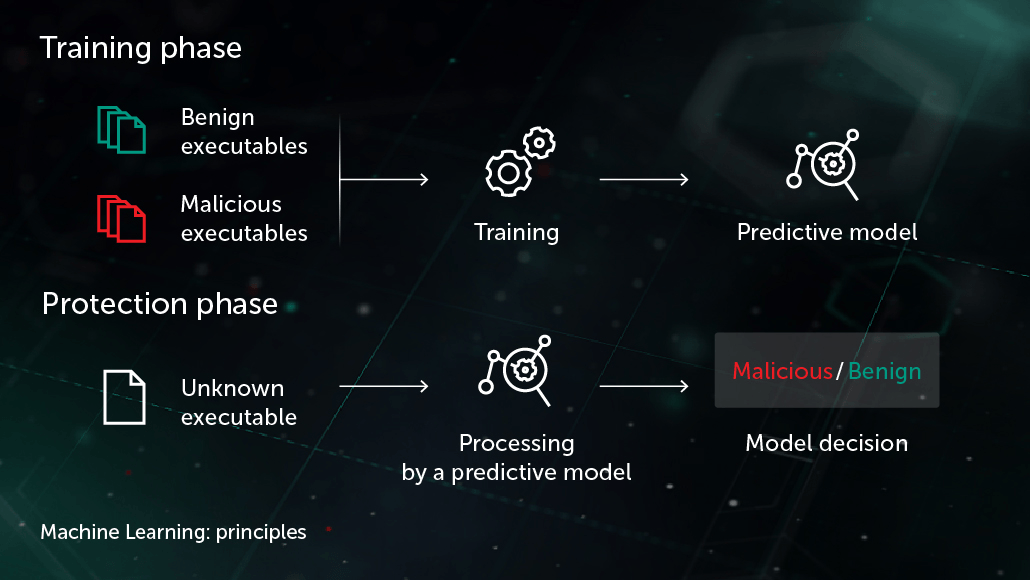 Training phase
Benign
executables
Malicious
executables
Training
Predictive model
Protection phase
Unknown
executable
Processing
by a predictive model
Malicious/Benign
Model decision
Machine Learning: principles